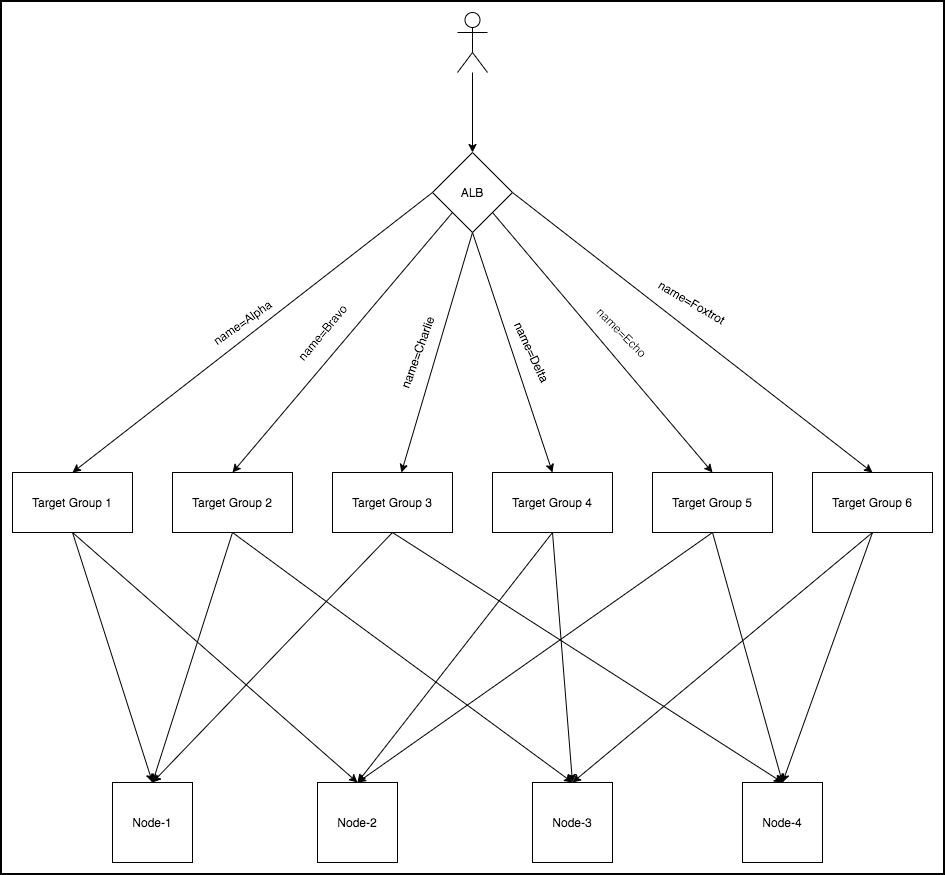 ALB
name=Alpha
name=Bravo
name=Charlie
name=Delta
name=Echo
name=Foxtrot
Target Group 1
Target Group 2
Target Group 3
Target Group 4
Target Group 5
Target Group 6
Node-1
Node-2
Node-3
Node-4